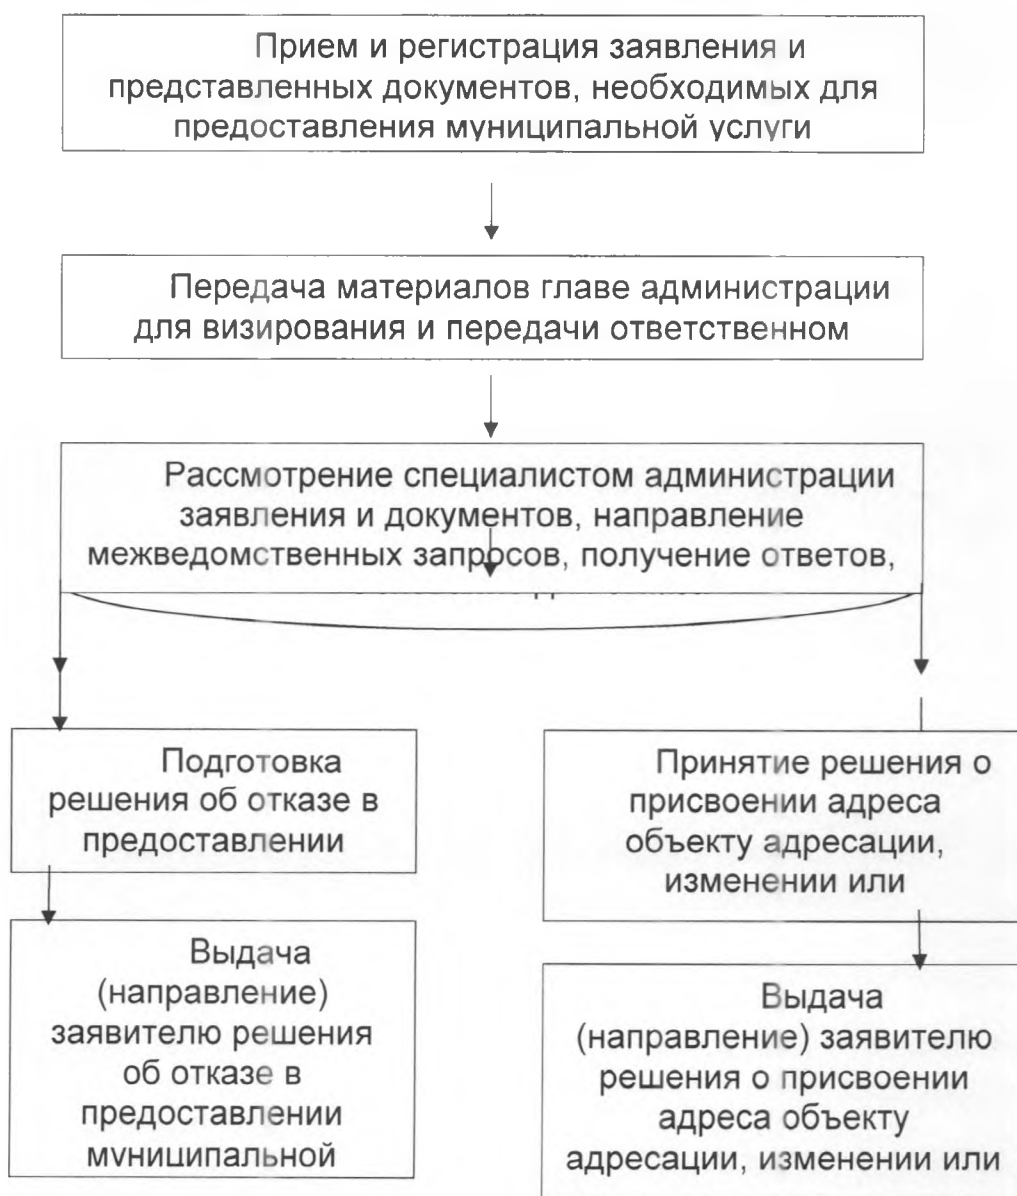 Прием и регистрация заявления и
представленных документов, необходимых для
предоставления муниципальной услуги
Передача материалов главе администрации
для визирования и передачи ответственном
Рассмотрение специалистом администрации
заявления и документов, направление
межведомственных запросов, получение ответов,
Подготовка
решения об отказе в
предоставлении
Выдача
(направление)
заявителю решения
об отказе в
предоставлении
муниципальной
Принятие решения о
присвоении адреса
объекту адресации,
изменении или
Выдача
(направление) заявителю
решения о присвоении
адреса объекту
адресации, изменении или